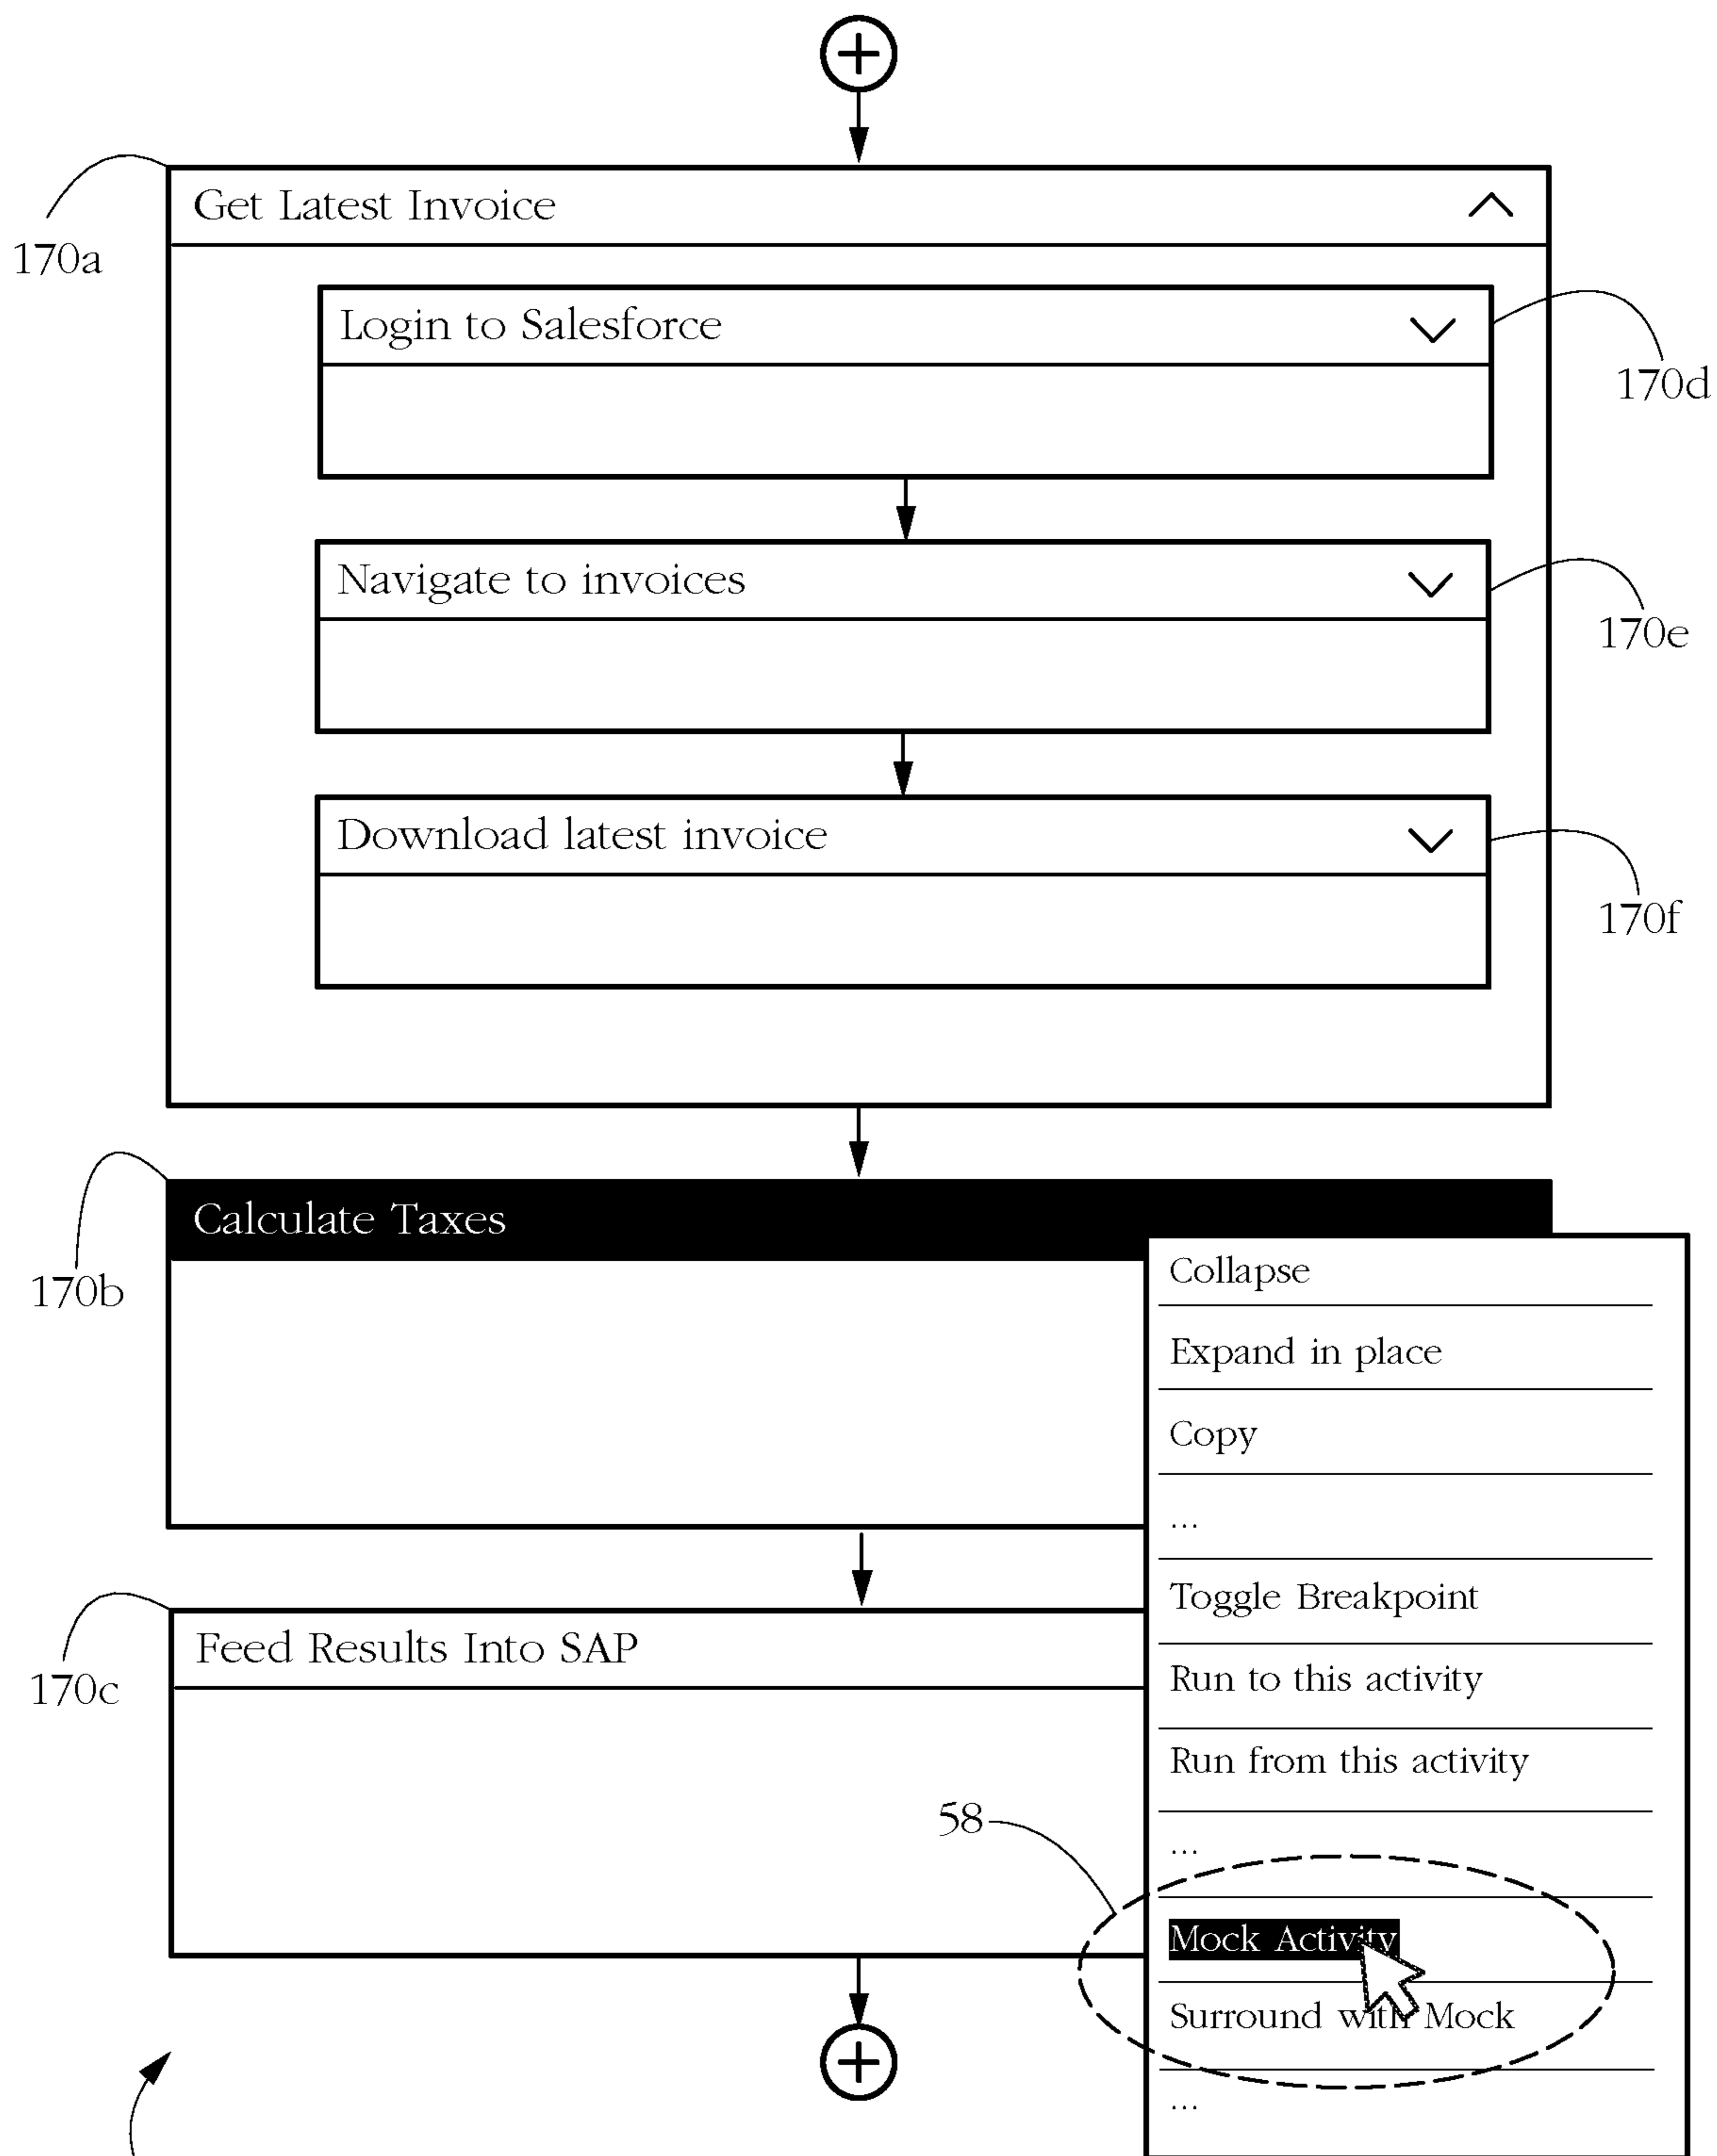 Get Latest Invoice
170a
Login to Salesforce
170d
Navigate to invoices
170e
Download latest invoice
170f
Calculate Taxes
170b
Collapse
Expand in place
Copy
...
Toggle Breakpoint
Feed Results Into SAP
170c
Run to this activity
Run from this activity
58
...
Mock Activity
Surround with Mock
...